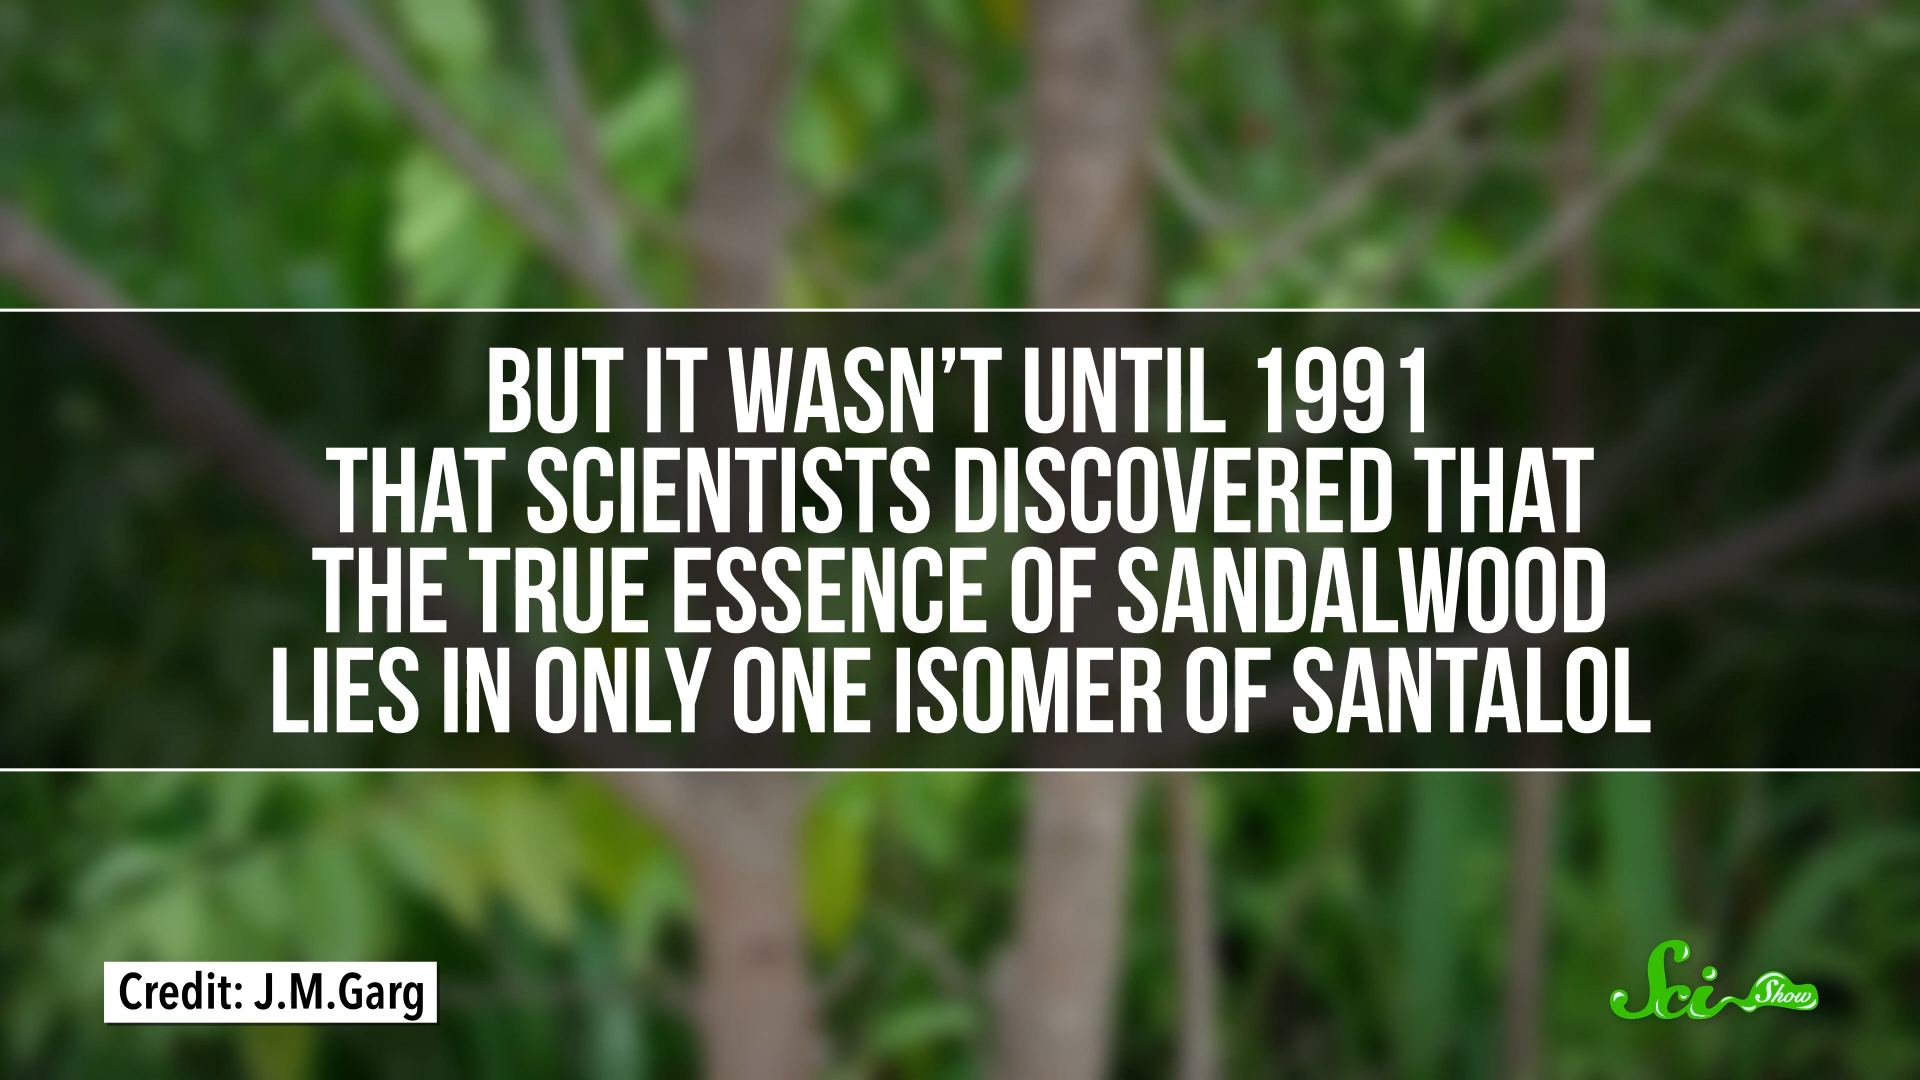 BUT IT WASN’T UNTIL 1991
THAT SCIENTISTS DISCOVERED THAT
THE TRUE ESSENCE OF SANDALWOOD
LIES IN ONLY ONE ISOMER OF SANTALOL
Credit: J.M.Garg
Sci Show